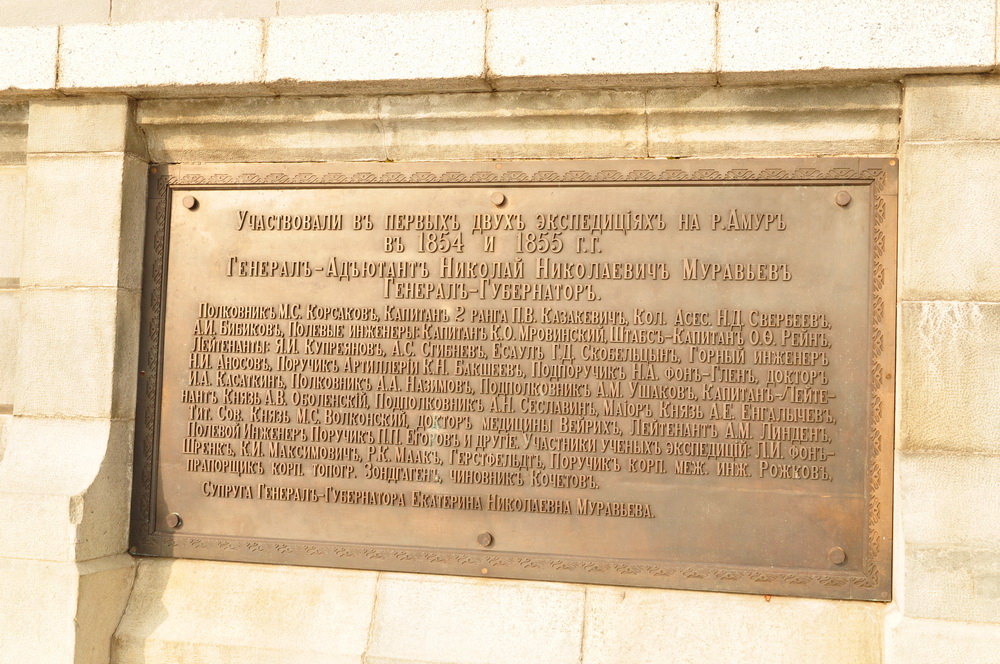 Участвовали въ первыхъ двухъ экспедицiяхъ на р.Амуръ
въ 1854 и 1855 г.г.
Генералъ-Адъютантъ Николай Николаевичъ Муравьевъ
Генералъ-Губернаторъ.
Полковникъ М.С. Корсаковъ, Капитанъ 2 ранга П.В. Казакевичъ, Кол. Асес. Н.Д. Свербеевъ,
А.И. Бибиковъ, Полевые инженеры: Капитанъ К.О. Мровинскiй, Штабсъ-Капитанъ О.Ѳ. Рейнъ,
Лейтенанты: Я.И. Купреяновъ, А.С. Сгибневъ, Есаулъ Г.Д. Скобельцынъ, Горный инженеръ
Н.И. Аносовъ, Поручикъ Артиллерiи К.Н. Бакшеевъ, Подпоручикъ Н.А. фонъ-Гленъ, докторъ
И.А. Касаткинъ, Полковникъ А.А. Назимовъ, Подполковникъ А.М. Ушаковъ, Капитанъ-Лейте-
нантъ Князь А.В. Оболенскiй, Подполковникъ А.Н. Сеславинъ, Маiоръ Князь А.Е. Енгалычевъ,
Тит. Сов. Князь М.С. Волконскiй, докторъ медицины Вейрихъ, Лейтенантъ А.М. Линденъ,
Полевой Инженеръ Поручикъ П.П. Егоровъ и другiе. Участники ученыхъ экспедицiй: Л.И. фонъ-
Шренкъ, К.И. Максимовичъ, Р.К. Маакъ, Герстфельдтъ, Поручикъ корп. меж. инж. Рожковъ,
прапорщикъ корп. топогр. Зондгагенъ, чиновникъ Кочетовъ.
Супруга Генералъ-Губернатора Екатерина Николаевна Муравьева.